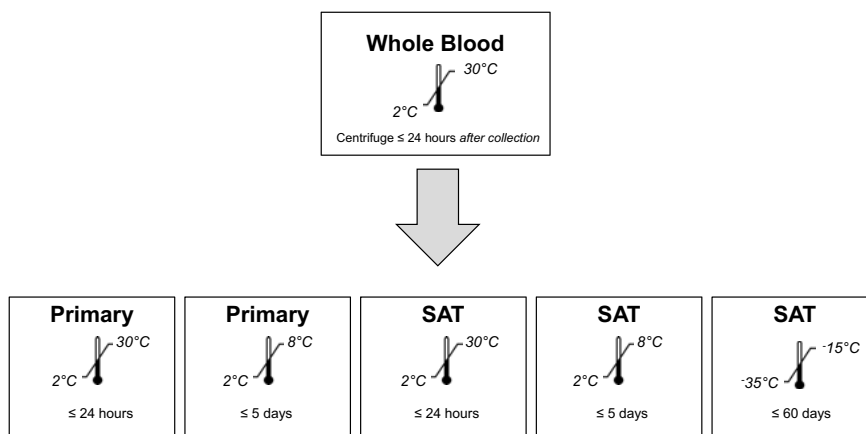 Whole Blood
30°C
2°C
Centrifuge ≤ 24 hours after collection
Primary
30°C
2°C
≤ 24 hours
Primary
8°C
2°C
≤ 5 days
SAT
30°C
2°C
≤ 24 hours
SAT
8°C
2°C
≤ 5 days
SAT
-15°C
-35°C
≤ 60 days